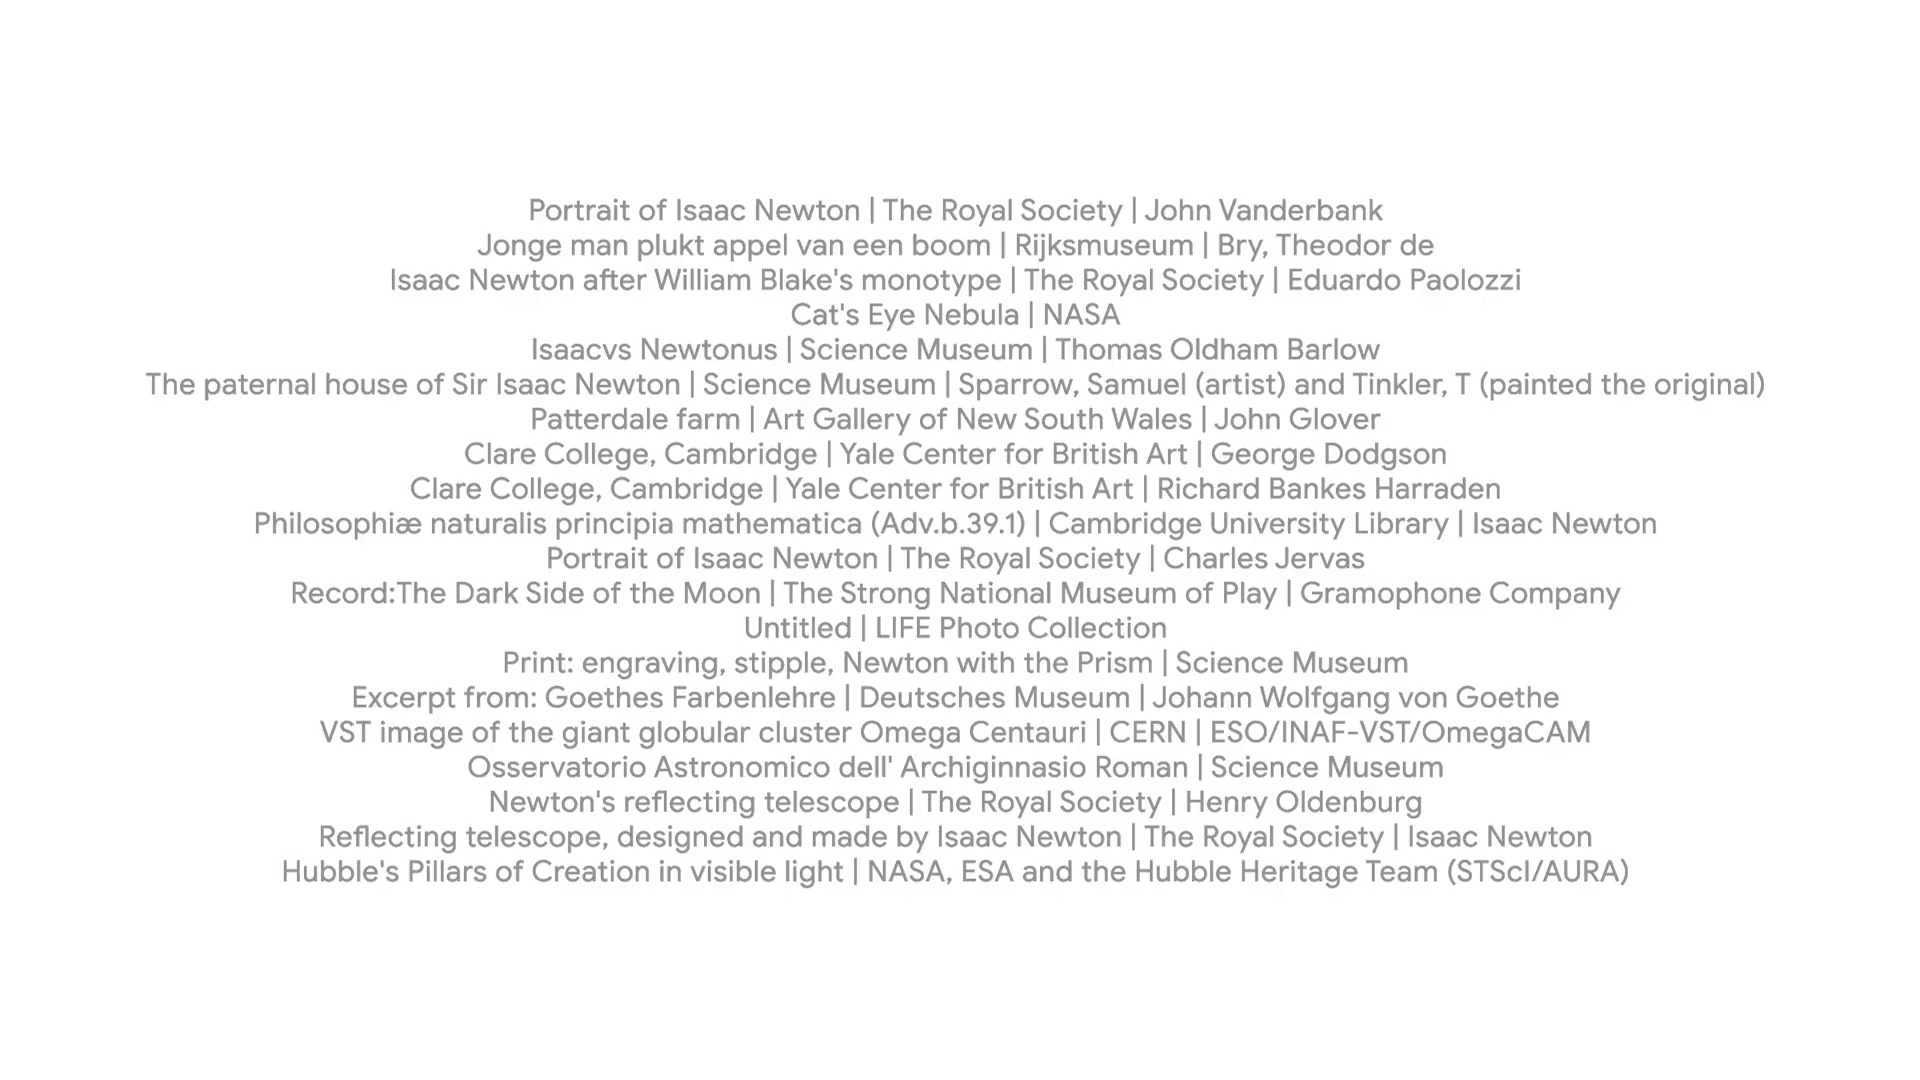 Portrait of Isaac Newton | The Royal Society | John Vanderbank
Jonge man plukt appel van een boom | Rijksmuseum | Bry, Theodor de
Isaac Newton after William Blake's monotype | The Royal Society | Eduardo Paolozzi
Cat's Eye Nebula | NASA
Isaacvs Newtonus | Science Museum | Thomas Oldham Barlow
The paternal house of Sir Isaac Newton | Science Museum | Sparrow, Samuel (artist) and Tinkler, T (painted the original)
Patterdale farm | Art Gallery of New South Wales | John Glover
Clare College, Cambridge | Yale Center for British Art | George Dodgson
Clare College, Cambridge | Yale Center for British Art | Richard Bankes Harraden
Philosophiæ naturalis principia mathematica (Adv.b.39.1) | Cambridge University Library | Isaac Newton
Portrait of Isaac Newton | The Royal Society | Charles Jervas
Record:The Dark Side of the Moon | The Strong National Museum of Play | Gramophone Company
Untitled | LIFE Photo Collection
Print: engraving, stipple, Newton with the Prism | Science Museum
Excerpt from: Goethes Farbenlehre | Deutsches Museum | Johann Wolfgang von Goethe
VST image of the giant globular cluster Omega Centauri | CERN | ESO/INAF-VST/OmegaCAM
Osservatorio Astronomico dell' Archiginnasio Roman | Science Museum
Newton's reflecting telescope | The Royal Society | Henry Oldenburg
Reflecting telescope, designed and made by Isaac Newton | The Royal Society | Isaac Newton
Hubble's Pillars of Creation in visible light | NASA, ESA and the Hubble Heritage Team (STScI/AURA)